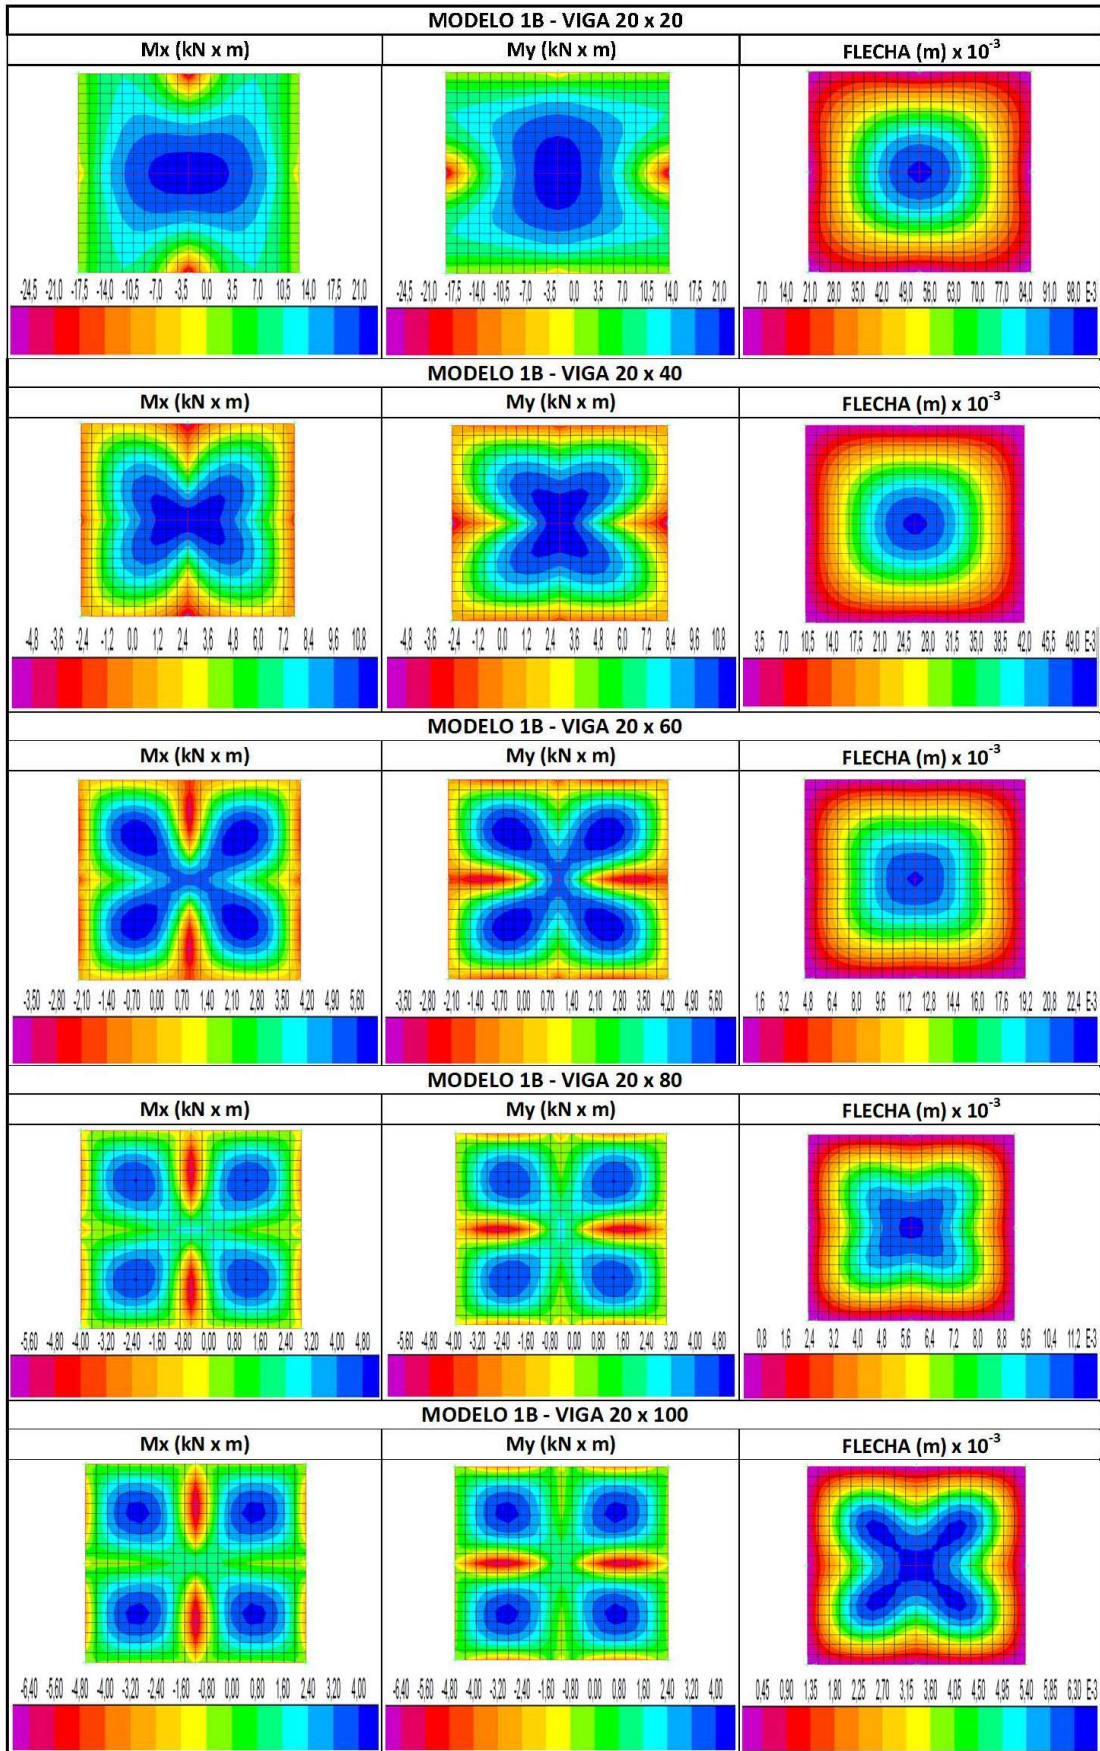 MODELO 1B - VIGA 20 x 20
Mx (kN x m) My (kN x m) FLECHA (m) x 10⁻³
-24,5 -21,0 -17,5 -14,0 -10,5 -7,0 -3,5 0,0 3,5 7,0 10,5 14,0 17,5 21,0
-24,5 -21,0 -17,5 -14,0 -10,5 -7,0 -3,5 0,0 3,5 7,0 10,5 14,0 17,5 21,0
7,0 14,0 21,0 28,0 35,0 42,0 49,0 56,0 63,0 70,0 77,0 84,0 91,0 98,0 E-3
MODELO 1B - VIGA 20 x 40
Mx (kN x m) My (kN x m) FLECHA (m) x 10⁻³
-4,8 -3,6 -2,4 -1,2 0,0 1,2 2,4 3,6 4,8 6,0 7,2 8,4 9,6 10,8
-4,8 -3,6 -2,4 -1,2 0,0 1,2 2,4 3,6 4,8 6,0 7,2 8,4 9,6 10,8
3,5 7,0 10,5 14,0 17,5 21,0 24,5 28,0 31,5 35,0 38,5 42,0 45,5 49,0 E-3
MODELO 1B - VIGA 20 x 60
Mx (kN x m) My (kN x m) FLECHA (m) x 10⁻³
-3,50 -2,80 -2,10 -1,40 -0,70 0,00 0,70 1,40 2,10 2,80 3,50 4,20 4,90 5,60
-3,50 -2,80 -2,10 -1,40 -0,70 0,00 0,70 1,40 2,10 2,80 3,50 4,20 4,90 5,60
1,6 3,2 4,8 6,4 8,0 9,6 11,2 12,8 14,4 16,0 17,6 19,2 20,8 22,4 E-3
MODELO 1B - VIGA 20 x 80
Mx (kN x m) My (kN x m) FLECHA (m) x 10⁻³
-5,60 -4,80 -4,00 -3,20 -2,40 -1,60 -0,80 0,00 0,80 1,60 2,40 3,20 4,00 4,80
-5,60 -4,80 -4,00 -3,20 -2,40 -1,60 -0,80 0,00 0,80 1,60 2,40 3,20 4,00 4,80
0,8 1,6 2,4 3,2 4,0 4,8 5,6 6,4 7,2 8,0 8,8 9,6 10,4 11,2 E-3
MODELO 1B - VIGA 20 x 100
Mx (kN x m) My (kN x m) FLECHA (m) x 10⁻³
-6,40 -5,60 -4,80 -4,00 -3,20 -2,40 -1,60 -0,80 0,00 0,80 1,60 2,40 3,20 4,00
-6,40 -5,60 -4,80 -4,00 -3,20 -2,40 -1,60 -0,80 0,00 0,80 1,60 2,40 3,20 4,00
0,45 0,90 1,35 1,80 2,25 2,70 3,15 3,60 4,05 4,50 4,95 5,40 5,85 6,30 E-3